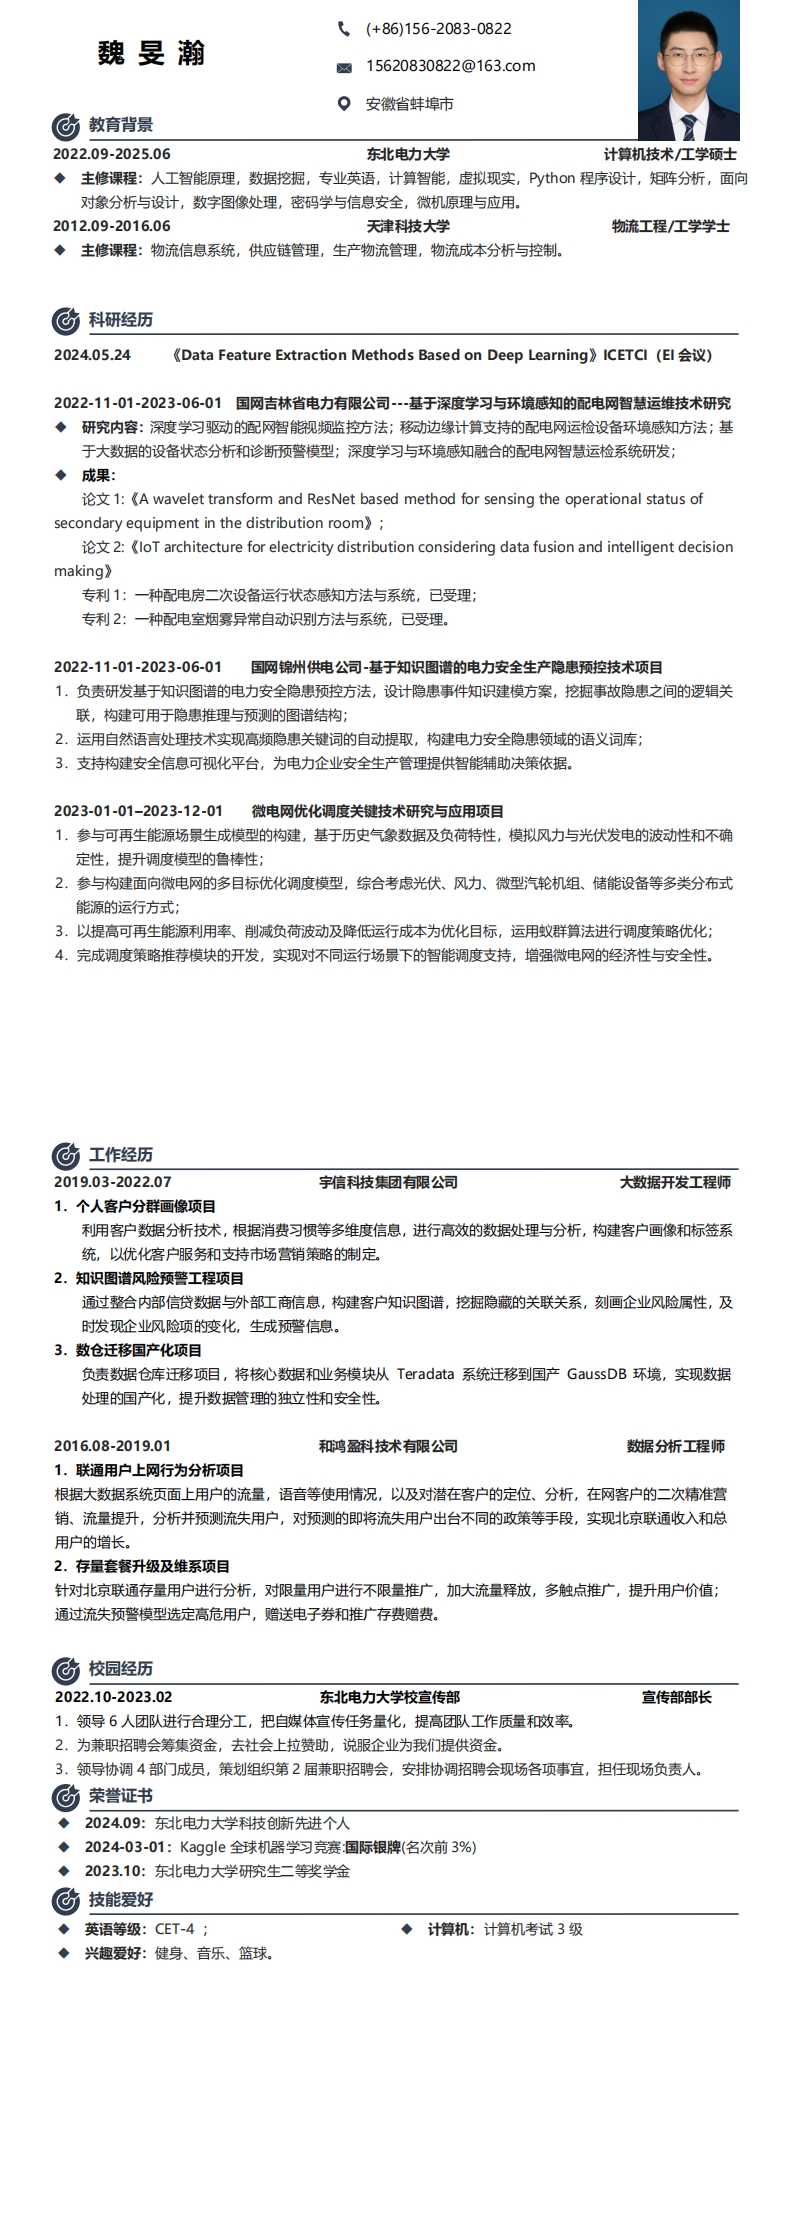 魏旻瀚
(+86)156-2083-0822
15620830822@163.com
安徽省蚌埠市
教育背景
2022.09-2025.06 东北电力大学 计算机技术/工学硕士
◆ 主修课程：人工智能原理，数据挖掘，专业英语，计算智能，虚拟现实，Python 程序设计，矩阵分析，面向
对象分析与设计，数字图像处理，密码学与信息安全，微机原理与应用。
2012.09-2016.06 天津科技大学 物流工程/工学学士
◆ 主修课程：物流信息系统，供应链管理，生产物流管理，物流成本分析与控制。
科研经历
2024.05.24 《Data Feature Extraction Methods Based on Deep Learning》ICETCI（EI 会议）
2022-11-01-2023-06-01 国网吉林省电力有限公司---基于深度学习与环境感知的配电网智慧运维技术研究
◆ 研究内容：深度学习驱动的配网智能视频监控方法；移动边缘计算支持的配电网运检设备环境感知方法；基
于大数据的设备状态分析和诊断预警模型；深度学习与环境感知融合的配电网智慧运检系统研发；
◆ 成果：
论文 1:《A wavelet transform and ResNet based method for sensing the operational status of
secondary equipment in the distribution room》;
论文 2:《IoT architecture for electricity distribution considering data fusion and intelligent decision
making》
专利 1：一种配电房二次设备运行状态感知方法与系统，已受理；
专利 2：一种配电室烟雾异常自动识别方法与系统，已受理。
2022-11-01-2023-06-01 国网锦州供电公司-基于知识图谱的电力安全生产隐患预控技术项目
1. 负责研发基于知识图谱的电力安全隐患预控方法，设计隐患事件知识建模方案，挖掘事故隐患之间的逻辑关
联，构建可用于隐患推理与预测的图谱结构；
2. 运用自然语言处理技术实现高频隐患关键词的自动提取，构建电力安全隐患领域的语义词库；
3. 支持构建安全信息可视化平台，为电力企业安全生产管理提供智能辅助决策依据。
2023-01-01–2023-12-01 微电网优化调度关键技术研究与应用项目
1. 参与可再生能源场景生成模型的构建，基于历史气象数据及负荷特性，模拟风力与光伏发电的波动性和不确
定性，提升调度模型的鲁棒性；
2. 参与构建面向微电网的多目标优化调度模型，综合考虑光伏、风力、微型汽轮机组、储能设备等多类分布式
能源的运行方式；
3. 以提高可再生能源利用率、削减负荷波动及降低运行成本为优化目标，运用蚁群算法进行调度策略优化；
4. 完成调度策略推荐模块的开发，实现对不同运行场景下的智能调度支持，增强微电网的经济性与安全性。
工作经历
2019.03-2022.07 宇信科技集团有限公司 大数据开发工程师
1. 个人客户分群画像项目
利用客户数据分析技术，根据消费习惯等多维度信息，进行高效的数据处理与分析，构建客户画像和标签系
统，以优化客户服务和支持市场营销策略的制定。
2. 知识图谱风险预警工程项目
通过整合内部信贷数据与外部工商信息，构建客户知识图谱，挖掘隐藏的关联关系，刻画企业风险属性，及
时发现企业风险项的变化，生成预警信息。
3. 数仓迁移国产化项目
负责数据仓库迁移项目，将核心数据和业务模块从 Teradata 系统迁移到国产 GaussDB 环境，实现数据
处理的国产化，提升数据管理的独立性和安全性。
2016.08-2019.01 和鸿盈科技术有限公司 数据分析工程师
1. 联通用户上网行为分析项目
根据大数据系统页面上用户的流量，语音等使用情况，以及对潜在客户的定位、分析，在网客户的二次精准营
销、流量提升，分析并预测流失用户，对预测的即将流失用户出台不同的政策等手段，实现北京联通收入和总
用户的增长。
2. 存量套餐升级及维系项目
针对北京联通存量用户进行分析，对限量用户进行不限量推广，加大流量释放，多触点推广，提升用户价值；
通过流失预警模型选定高危用户，赠送电子券和推广存费赠费。
校园经历
2022.10-2023.02 东北电力大学校宣传部 宣传部部长
1. 领导 6 人团队进行合理分工，把自媒体宣传任务量化，提高团队工作质量和效率。
2. 为兼职招聘会筹集资金，去社会上拉赞助，说服企业为我们提供资金。
3. 领导协调 4 部门成员，策划组织第 2 届兼职招聘会，安排协调招聘会现场各项事宜，担任现场负责人。
荣誉证书
◆ 2024.09：东北电力大学科技创新先进个人
◆ 2024-03-01：Kaggle 全球机器学习竞赛:国际银牌(名次前 3%)
◆ 2023.10：东北电力大学研究生二等奖学金
技能爱好
◆ 英语等级：CET-4 ； ◆ 计算机：计算机考试 3 级
◆ 兴趣爱好：健身、音乐、篮球。